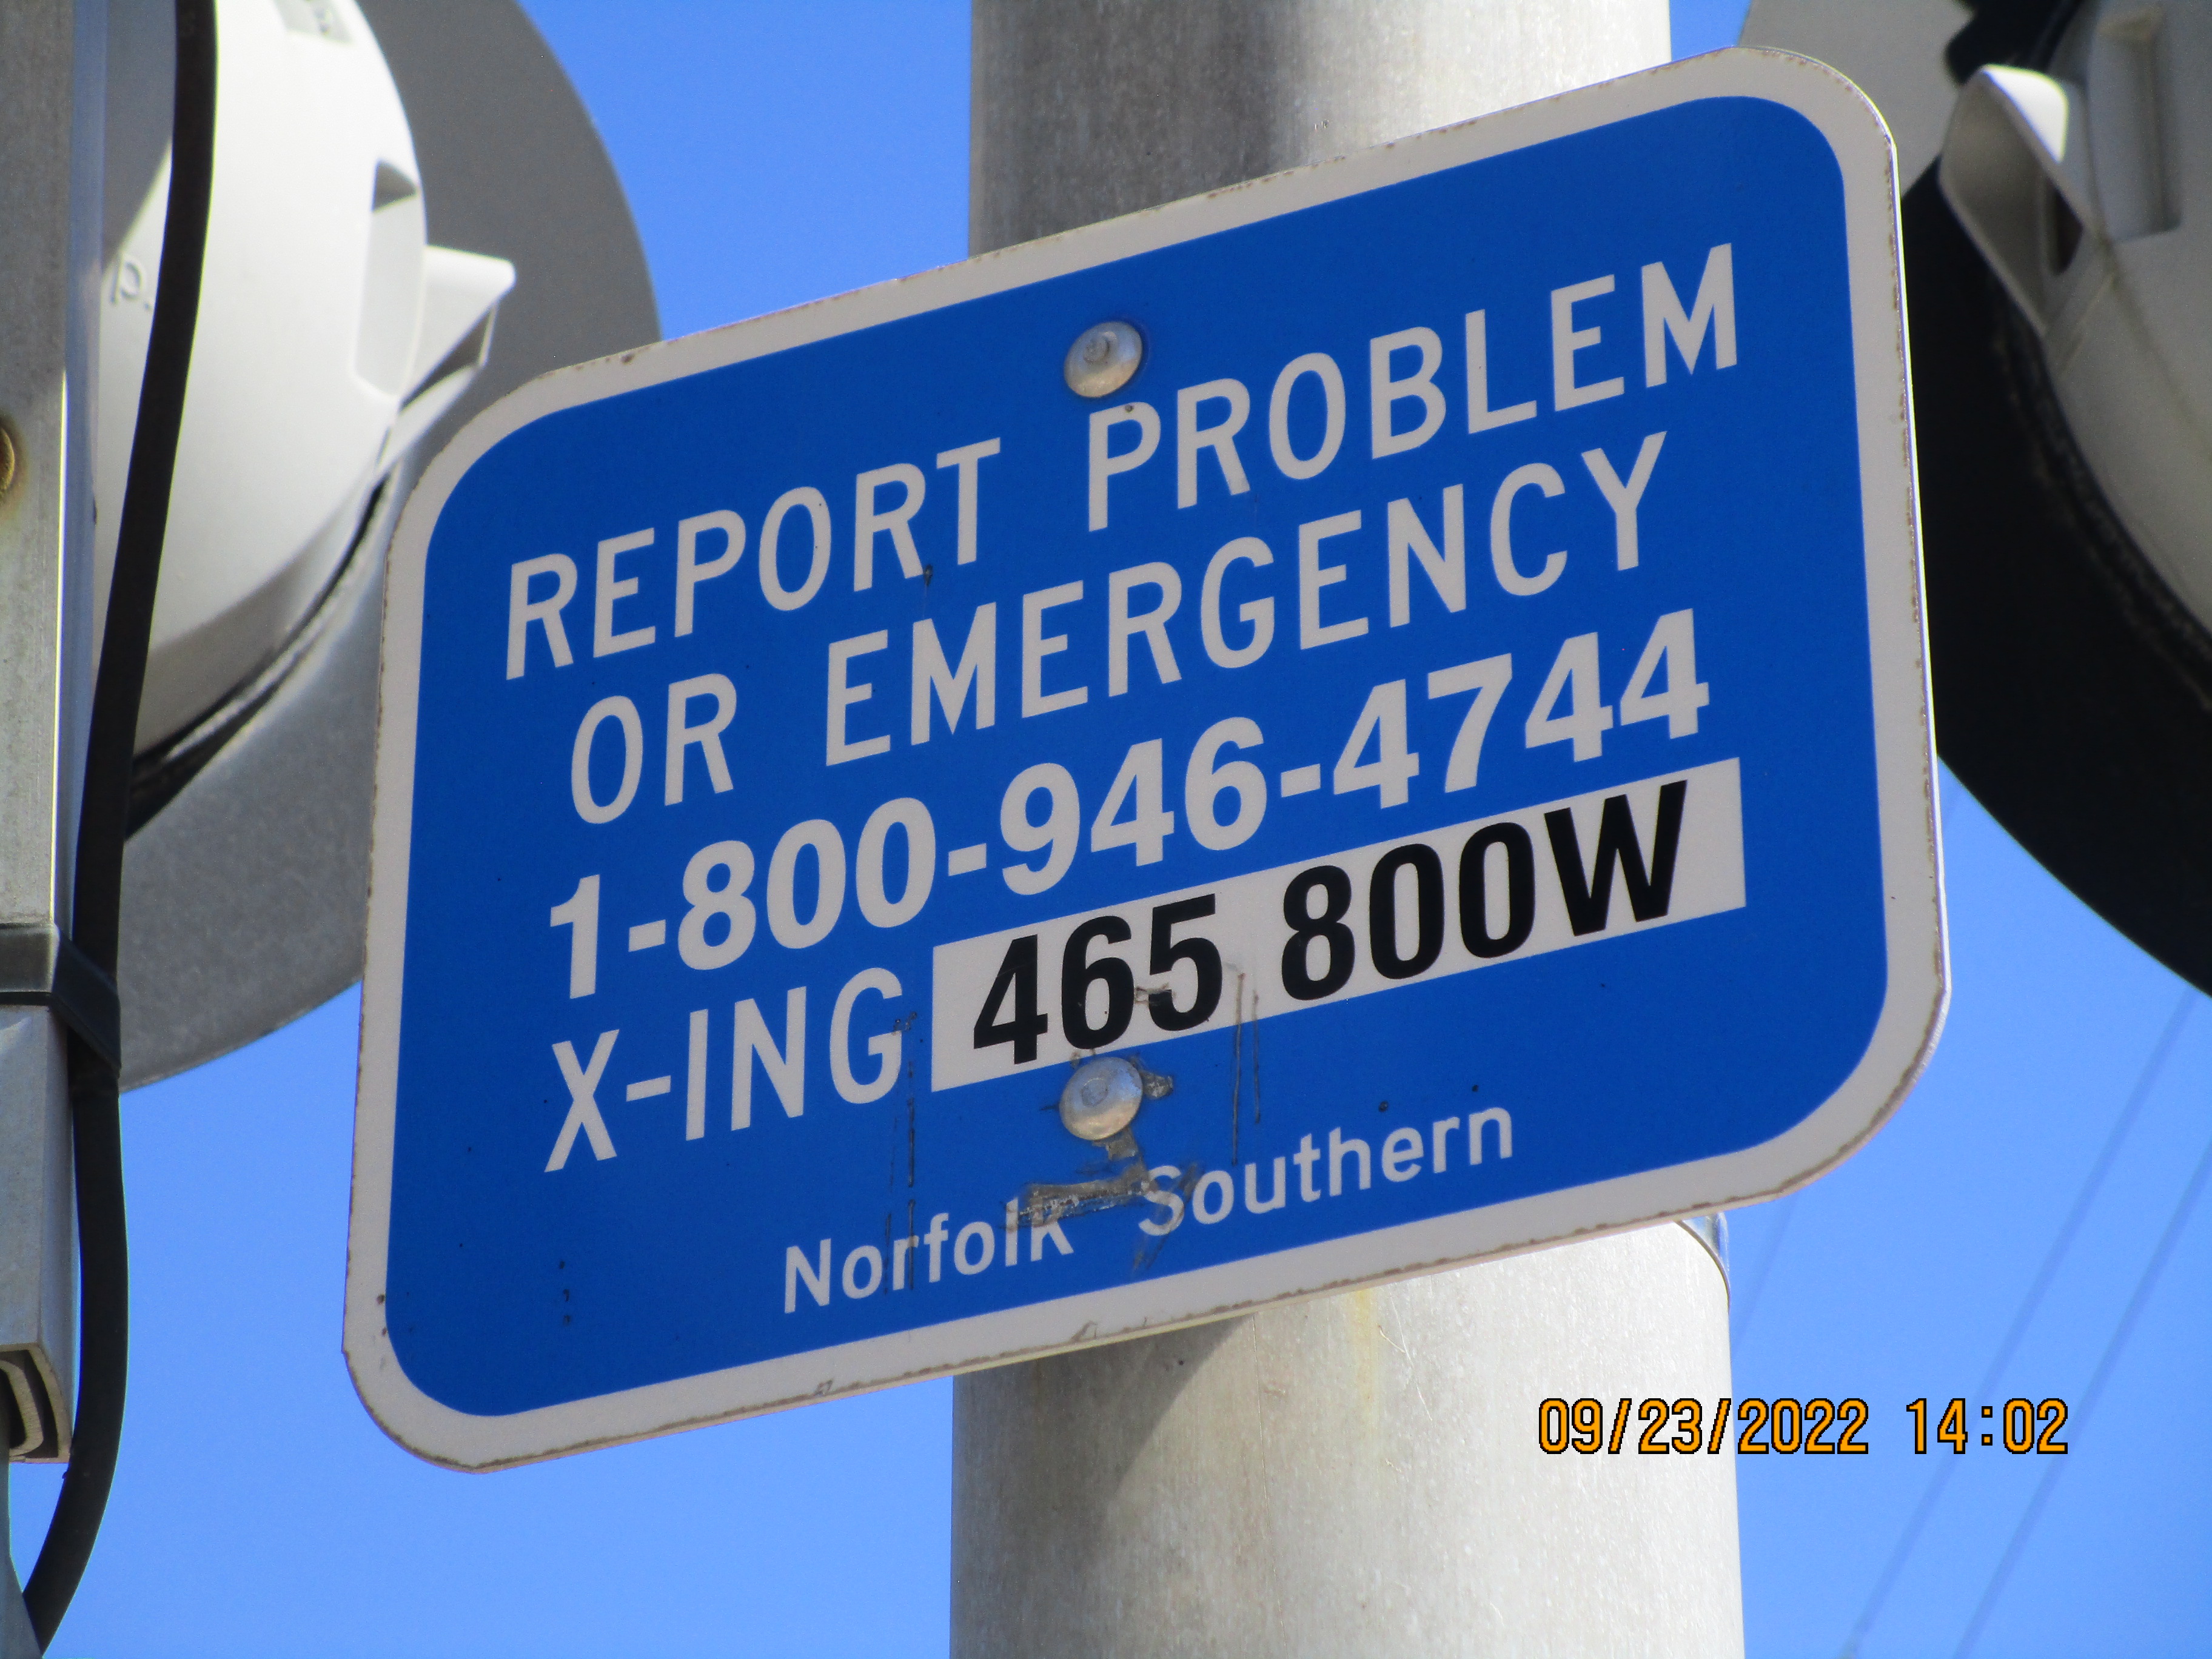 REPORT PROBLEM
OR EMERGENCY
1-800-946-4744
X-ING 465 800W
Norfolk Southern
09/23/2022 14:02